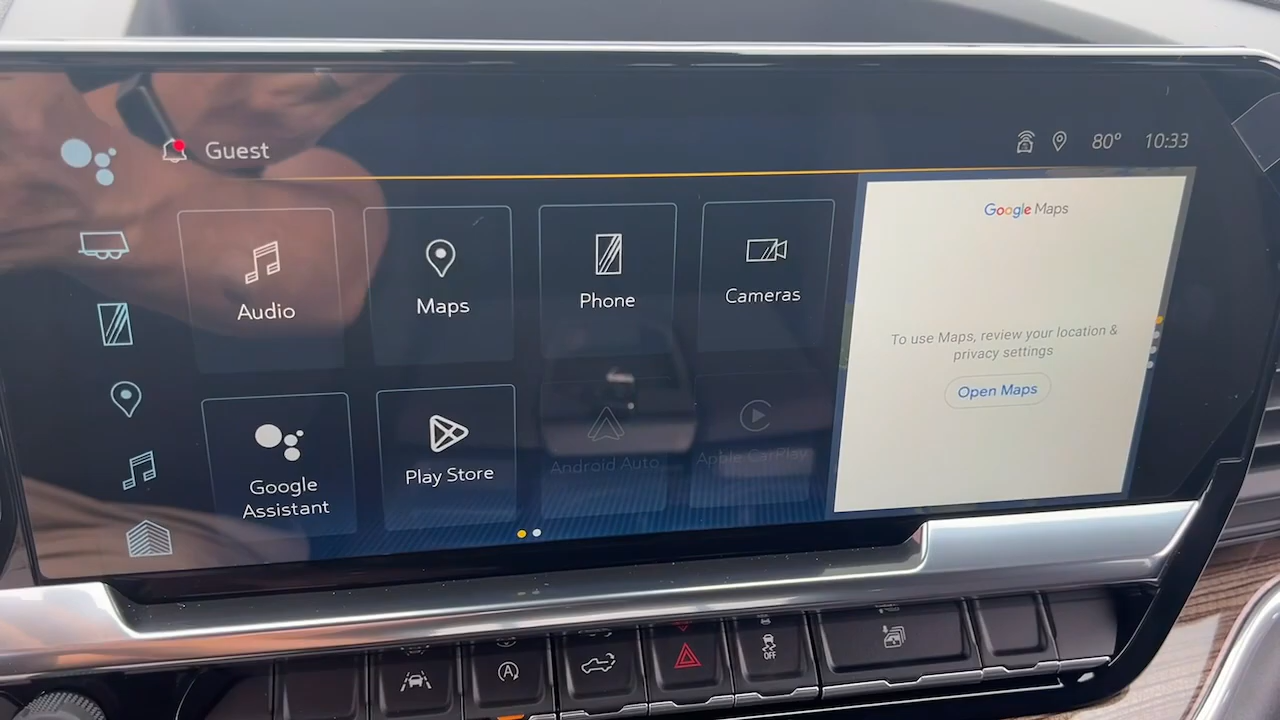 Guest
80°
10:33
Audio
Maps
Phone
Cameras
Google
Assistant
Play Store
Android Auto
Apple CarPlay
Google Maps
To use Maps, review your location &
privacy settings
Open Maps
A
OFF